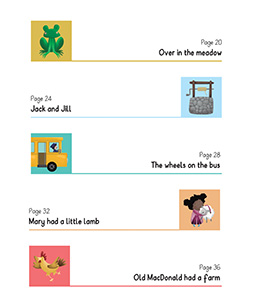 Page 20
Over in the meadow
Page 24
Jack and Jill
Page 28
The wheels on the bus
Page 32
Mary had a little lamb
Page 36
Old MacDonald had a farm